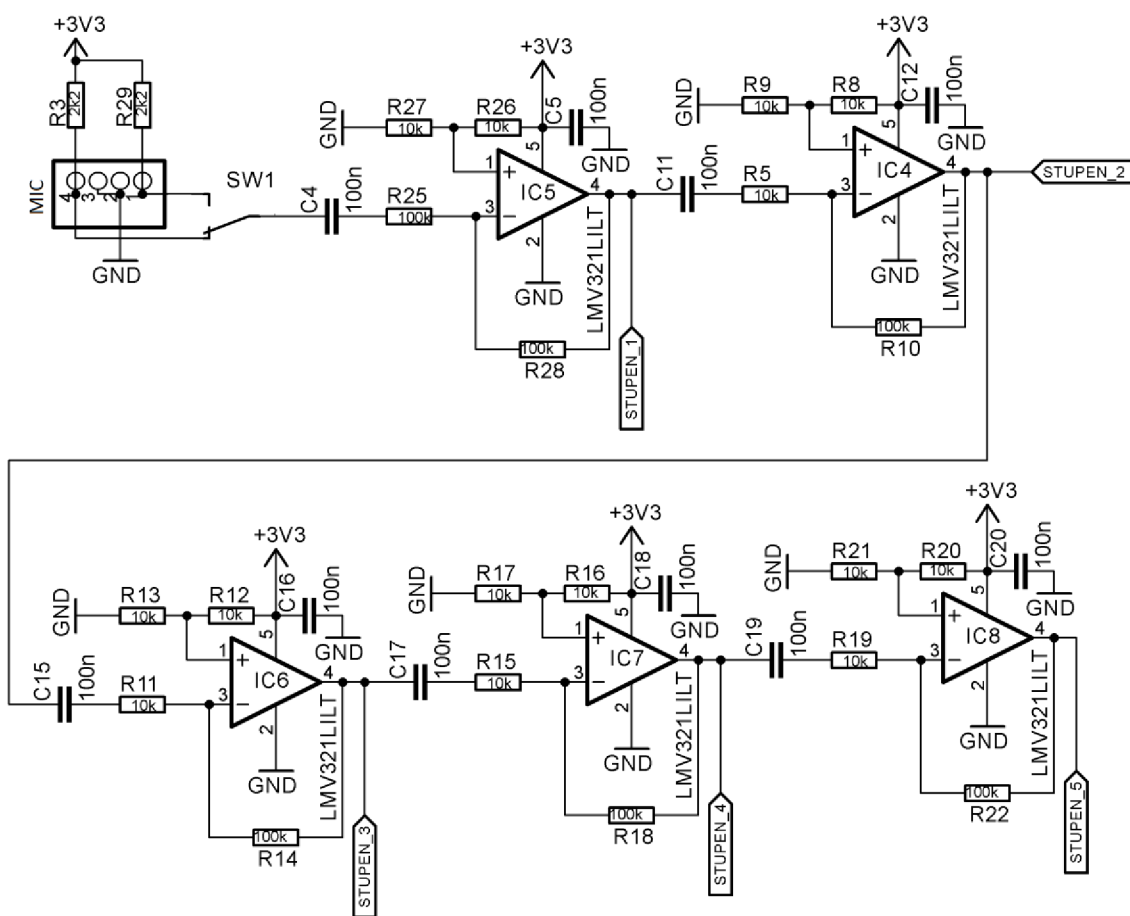 +3V3
R3
2k2
R29
2k2
MIC
4
3
2
1
GND
SW1
C4
100n
R25
100k
GND
R27
10k
R26
10k
+3V3
C5
100n
GND
5
1
+
3
−
IC5
4
2
GND
LMV321LILT
100k
R28
STUPEN_1
C11
100n
R5
10k
GND
R9
10k
R8
10k
+3V3
C12
100n
GND
5
1
+
3
−
IC4
4
2
GND
LMV321LILT
100k
R10
STUPEN_2
C15
100n
R11
10k
GND
R13
10k
R12
10k
+3V3
C16
100n
GND
5
1
+
3
−
IC6
4
2
GND
LMV321LILT
100k
R14
STUPEN_3
C17
100n
R15
10k
GND
R17
10k
R16
10k
+3V3
C18
100n
GND
5
1
+
3
−
IC7
4
2
GND
LMV321LILT
100k
R18
STUPEN_4
C19
100n
R19
10k
GND
R21
10k
R20
10k
+3V3
C20
100n
GND
5
1
+
3
−
IC8
4
2
GND
LMV321LILT
100k
R22
STUPEN_5